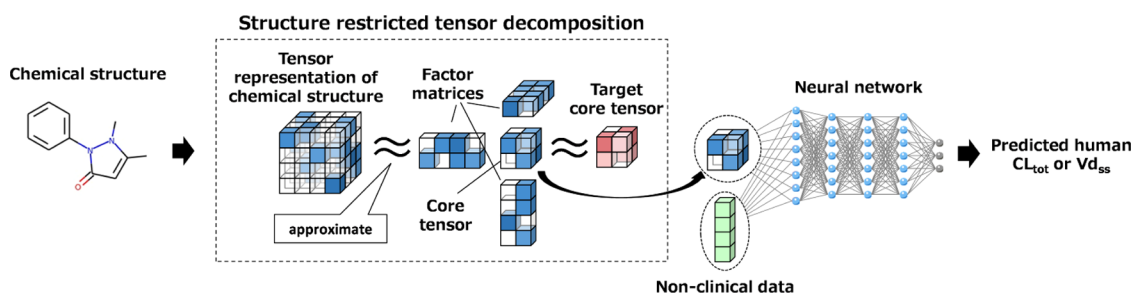 Structure restricted tensor decomposition
Chemical structure
N
N
O
Tensor
representation of
chemical structure
Factor
matrices
Target
core tensor
Core
tensor
approximate
Neural network
Non-clinical data
Predicted human
CLtot or Vdss